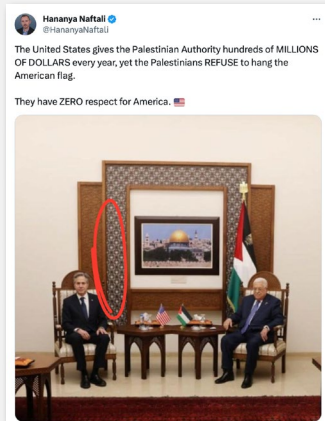 Hananya Naftali
@HananyaNaftali
The United States gives the Palestinian Authority hundreds of MILLIONS
OF DOLLARS every year, yet the Palestinians REFUSE to hang the
American flag.
They have ZERO respect for America. 🇺🇸